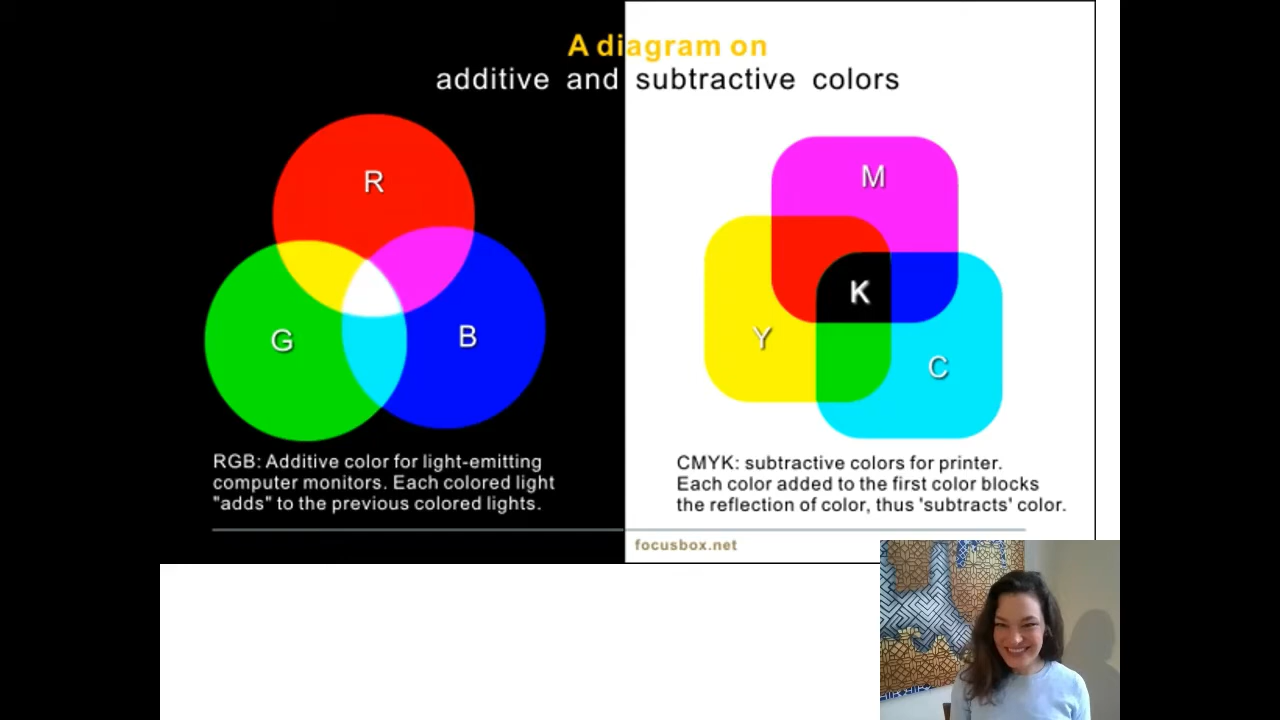 A diagram on
additive and subtractive colors
R
G
B
RGB: Additive color for light-emitting
computer monitors. Each colored light
"adds" to the previous colored lights.
M
Y
K
C
CMYK: subtractive colors for printer.
Each color added to the first color blocks
the reflection of color, thus 'subtracts' color.
focusbox.net